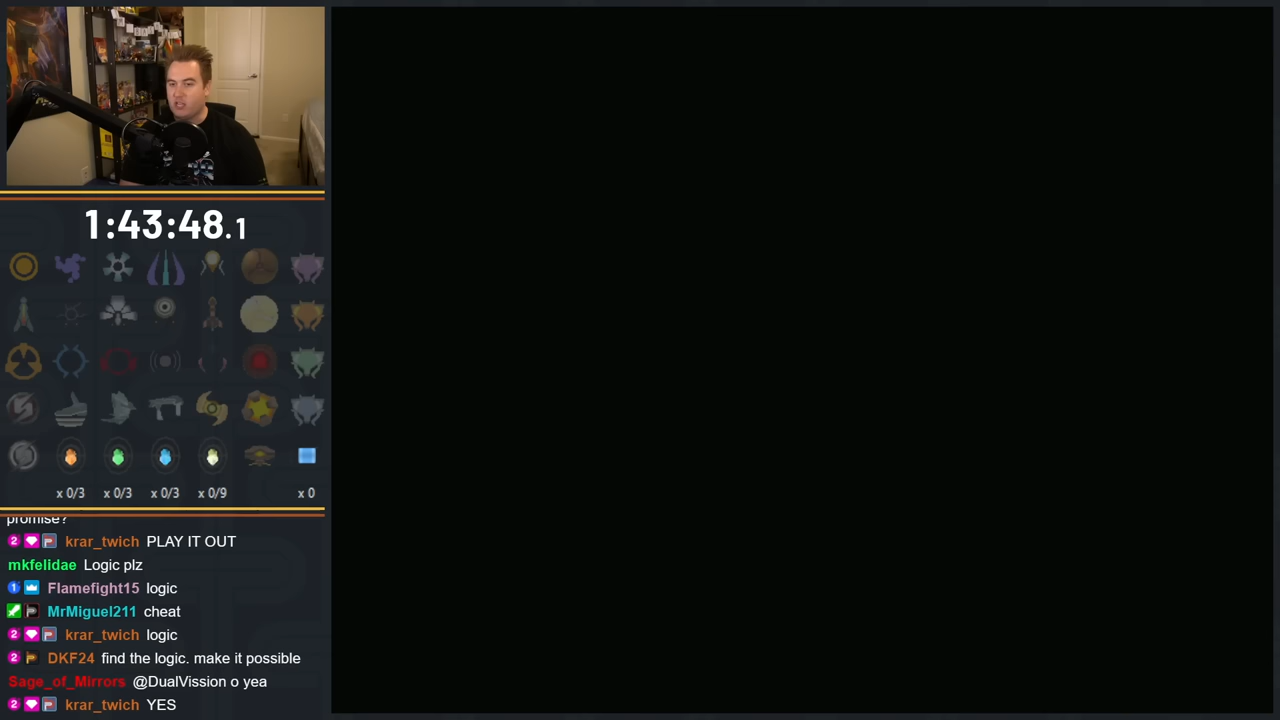 1:43:48.1
x 0/3
x 0/3
x 0/3
x 0/9
x 0
promise?
krar_twich PLAY IT OUT
mkfelidae Logic plz
Flamefight15 logic
MrMiguel211 cheat
krar_twich logic
DKF24 find the logic. make it possible
Sage_of_Mirrors @DualVission o yea
krar_twich YES